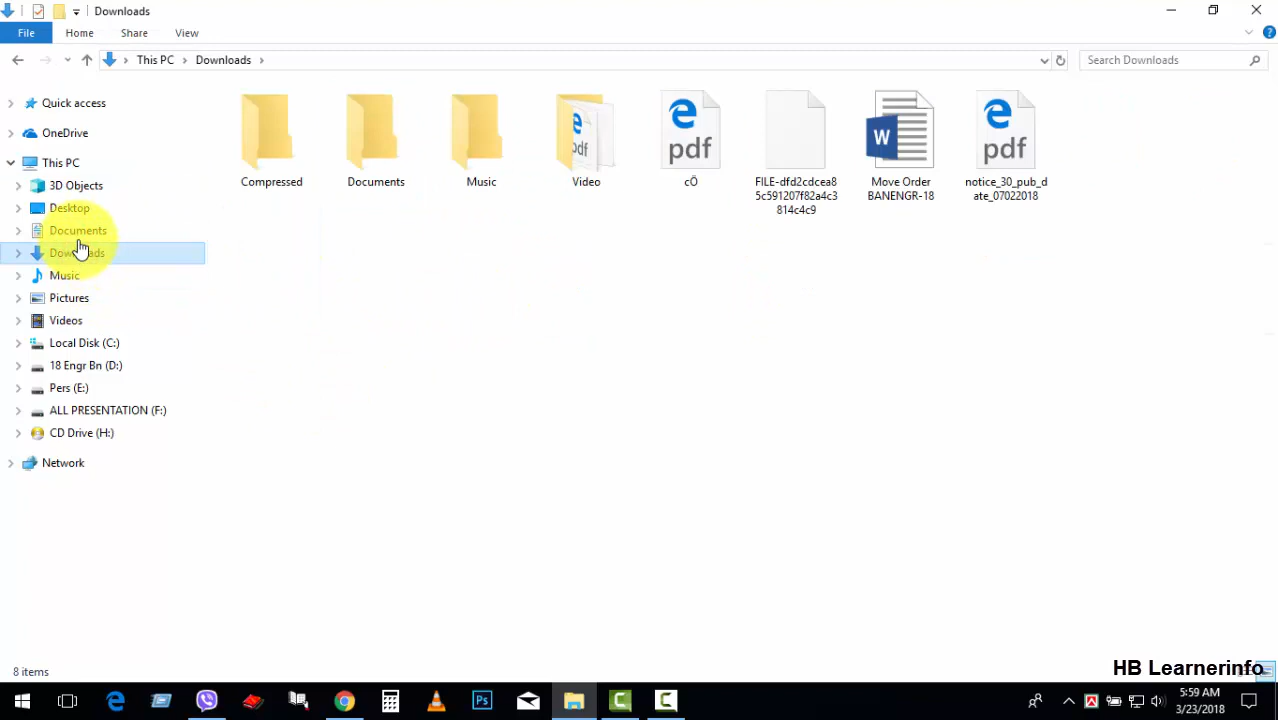 Downloads
File
Home
Share
View
This PC
Downloads
Search Downloads
Quick access
OneDrive
This PC
3D Objects
Desktop
Documents
Downloads
Music
Pictures
Videos
Local Disk (C:)
18 Engr Bn (D:)
Pers (E:)
ALL PRESENTATION (F:)
CD Drive (H:)
Network
Compressed
Documents
Music
Video
pdf
cÖ
FILE-dfd2cdcea8
5c591207f82a4c3
814c4c9
W
Move Order
BANENGR-18
pdf
notice_30_pub_d
ate_07022018
8 items
HB Learnerinfo
Ps
5:59 AM
3/23/2018